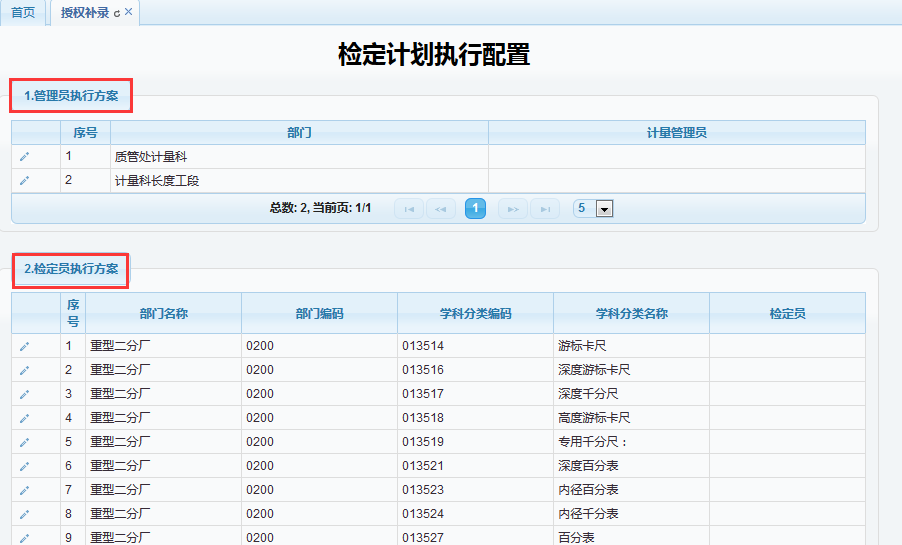 首页 授权补录
检定计划执行配置
1.管理员执行方案
序号 部门 计量管理员
1 质管处计量科
2 计量科长度工段
总数: 2, 当前页: 1/1 1 5
2.检定员执行方案
序号 部门名称 部门编码 学科分类编码 学科分类名称 检定员
1 重型二分厂 0200 013514 游标卡尺
2 重型二分厂 0200 013516 深度游标卡尺
3 重型二分厂 0200 013517 深度千分尺
4 重型二分厂 0200 013518 高度游标卡尺
5 重型二分厂 0200 013519 专用千分尺：
6 重型二分厂 0200 013521 深度百分表
7 重型二分厂 0200 013523 内径百分表
8 重型二分厂 0200 013524 内径千分表
9 重型二分厂 0200 013527 百分表